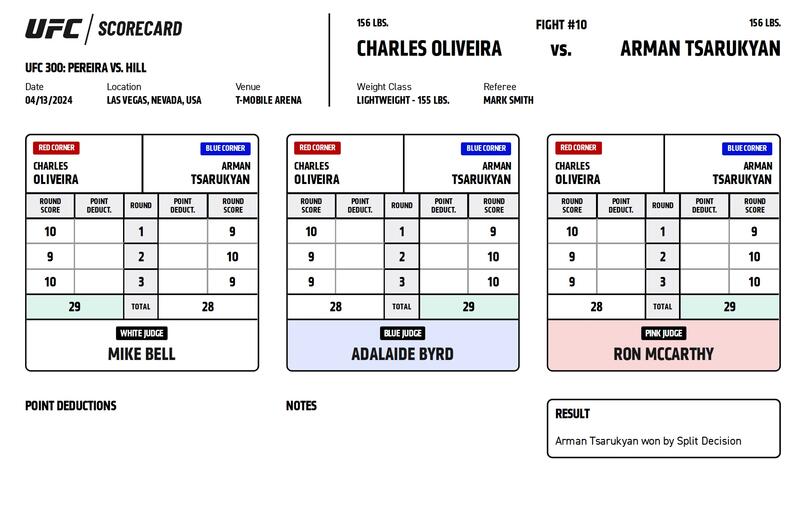 UFC / SCORECARD
UFC 300: PEREIRA VS. HILL
Date Location Venue
04/13/2024 LAS VEGAS, NEVADA, USA T-MOBILE ARENA
156 LBS. FIGHT #10 156 LBS.
CHARLES OLIVEIRA VS. ARMAN TSARUKYAN
Weight Class Referee
LIGHTWEIGHT - 155 LBS. MARK SMITH
RED CORNER BLUE CORNER
CHARLES ARMAN
OLIVEIRA TSARUKYAN
ROUND POINT ROUND POINT ROUND
SCORE DEDUCT. DEDUCT. SCORE
10 1 9
9 2 10
10 3 9
29 TOTAL 28
WHITE JUDGE
MIKE BELL
RED CORNER BLUE CORNER
CHARLES ARMAN
OLIVEIRA TSARUKYAN
ROUND POINT ROUND POINT ROUND
SCORE DEDUCT. DEDUCT. SCORE
10 1 9
9 2 10
9 3 10
28 TOTAL 29
BLUE JUDGE
ADALAIDE BYRD
RED CORNER BLUE CORNER
CHARLES ARMAN
OLIVEIRA TSARUKYAN
ROUND POINT ROUND POINT ROUND
SCORE DEDUCT. DEDUCT. SCORE
10 1 9
9 2 10
9 3 10
28 TOTAL 29
PINK JUDGE
RON MCCARTHY
POINT DEDUCTIONS
NOTES
RESULT
Arman Tsarukyan won by Split Decision